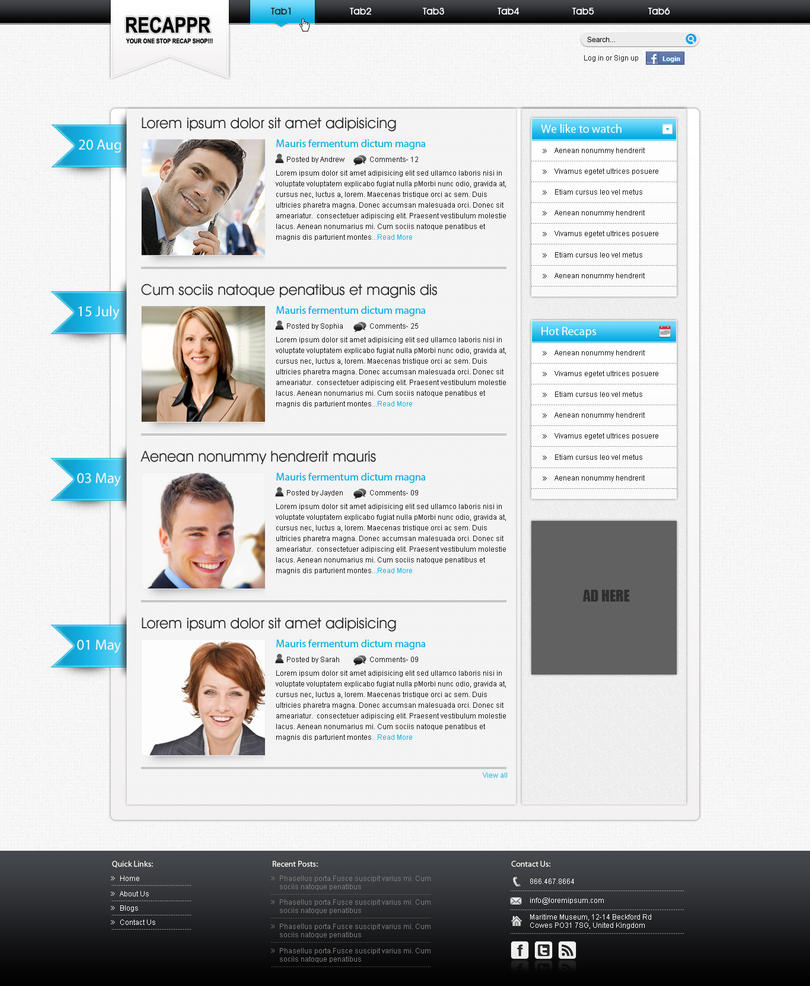 RECAPPR
YOUR ONE STOP RECAP SHOP!!!
Tab1
Tab2
Tab3
Tab4
Tab5
Tab6
Search...
Log in or Sign up
f Login
20 Aug
Lorem ipsum dolor sit amet adipisicing
Mauris fermentum dictum magna
Posted by Andrew
Comments- 12
Lorem ipsum dolor sit amet adipisicing elit sed ullamco laboris nisi in
voluptate voluptatem explicabo fugiat nulla pMorbi nunc odio, gravida at,
cursus nec, luctus a, lorem. Maecenas tristique orci ac sem. Duis
ultricies pharetra magna. Donec accumsan malesuada orci. Donec sit
ameariatur. consectetuer adipiscing elit. Praesent vestibulum molestie
lacus. Aenean nonumarius mi. Cum sociis natoque penatibus et
magnis dis parturient montes...Read More
15 July
Cum sociis natoque penatibus et magnis dis
Mauris fermentum dictum magna
Posted by Sophia
Comments- 25
Lorem ipsum dolor sit amet adipisicing elit sed ullamco laboris nisi in
voluptate voluptatem explicabo fugiat nulla pMorbi nunc odio, gravida at,
cursus nec, luctus a, lorem. Maecenas tristique orci ac sem. Duis
ultricies pharetra magna. Donec accumsan malesuada orci. Donec sit
ameariatur. consectetuer adipiscing elit. Praesent vestibulum molestie
lacus. Aenean nonumarius mi. Cum sociis natoque penatibus et
magnis dis parturient montes...Read More
03 May
Aenean nonummy hendrerit mauris
Mauris fermentum dictum magna
Posted by Jayden
Comments- 09
Lorem ipsum dolor sit amet adipisicing elit sed ullamco laboris nisi in
voluptate voluptatem explicabo fugiat nulla pMorbi nunc odio, gravida at,
cursus nec, luctus a, lorem. Maecenas tristique orci ac sem. Duis
ultricies pharetra magna. Donec accumsan malesuada orci. Donec sit
ameariatur. consectetuer adipiscing elit. Praesent vestibulum molestie
lacus. Aenean nonumarius mi. Cum sociis natoque penatibus et
magnis dis parturient montes...Read More
01 May
Lorem ipsum dolor sit amet adipisicing
Mauris fermentum dictum magna
Posted by Sarah
Comments- 09
Lorem ipsum dolor sit amet adipisicing elit sed ullamco laboris nisi in
voluptate voluptatem explicabo fugiat nulla pMorbi nunc odio, gravida at,
cursus nec, luctus a, lorem. Maecenas tristique orci ac sem. Duis
ultricies pharetra magna. Donec accumsan malesuada orci. Donec sit
ameariatur. consectetuer adipiscing elit. Praesent vestibulum molestie
lacus. Aenean nonumarius mi. Cum sociis natoque penatibus et
magnis dis parturient montes...Read More
View all
We like to watch
Aenean nonummy hendrerit
Vivamus egetet ultrices posuere
Etiam cursus leo vel metus
Aenean nonummy hendrerit
Vivamus egetet ultrices posuere
Etiam cursus leo vel metus
Aenean nonummy hendrerit
Hot Recaps
Aenean nonummy hendrerit
Vivamus egetet ultrices posuere
Etiam cursus leo vel metus
Aenean nonummy hendrerit
Vivamus egetet ultrices posuere
Etiam cursus leo vel metus
Aenean nonummy hendrerit
AD HERE
Quick Links:
Home
About Us
Blogs
Contact Us
Recent Posts:
Phasellus porta.Fusce suscipit varius mi. Cum
sociis natoque penatibus
Phasellus porta.Fusce suscipit varius mi. Cum
sociis natoque penatibus
Phasellus porta.Fusce suscipit varius mi. Cum
sociis natoque penatibus
Phasellus porta.Fusce suscipit varius mi. Cum
sociis natoque penatibus
Contact Us:
866.467.8664
info@loremipsum.com
Maritime Museum, 12-14 Beckford Rd
Cowes PO31 7SG, United Kingdom